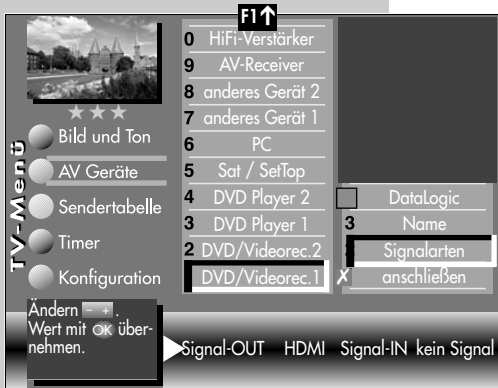 F1↑
0 HiFi-Verstärker
9 AV-Receiver
8 anderes Gerät 2
7 anderes Gerät 1
6 PC
5 Sat / SetTop
4 DVD Player 2
3 DVD Player 1
2 DVD/Videorec.2
DVD/Videorec.1
TV-Menü
Bild und Ton
AV Geräte
Sendertabelle
Timer
Konfiguration
DataLogic
3 Name
Signalarten
✗ anschließen
Ändern - + .
Wert mit OK über-
nehmen.
Signal-OUT HDMI Signal-IN kein Signal